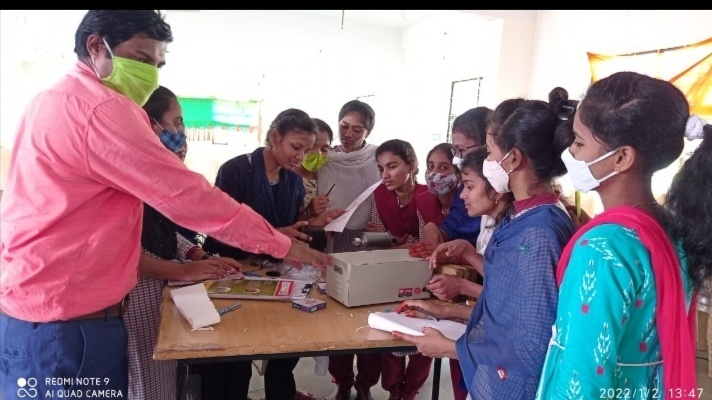 REDMI NOTE 9
AI QUAD CAMERA
2022/1/2 13:47